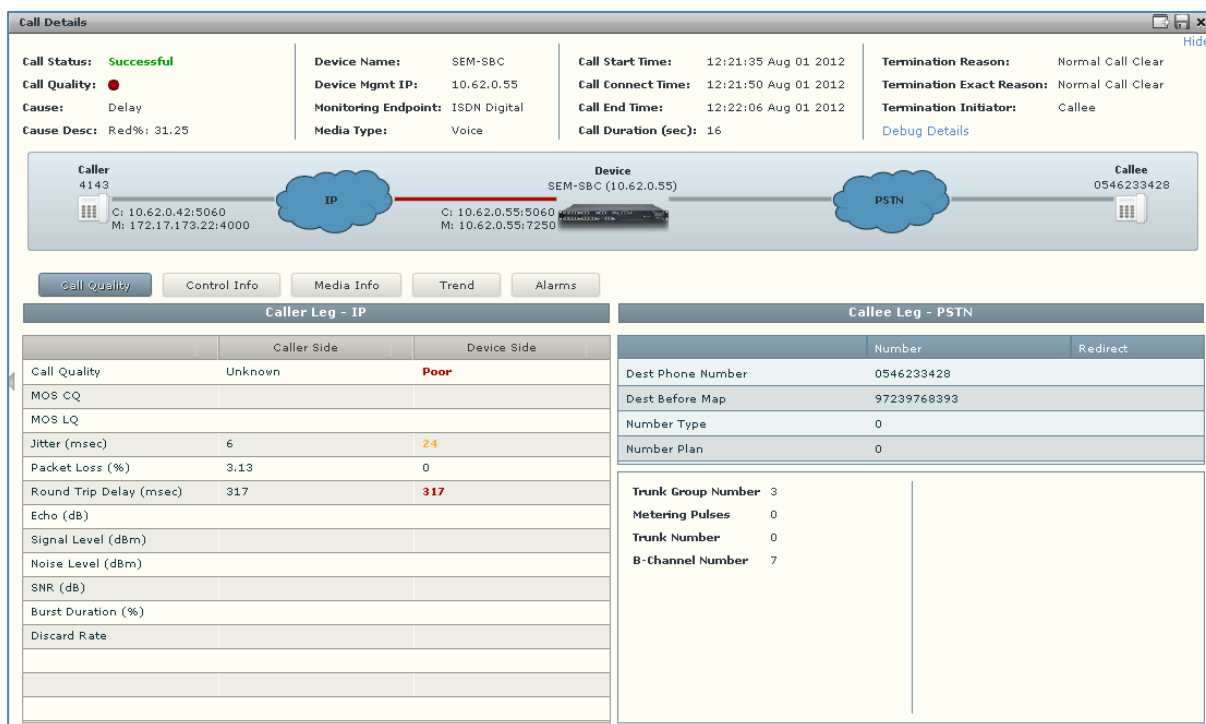 Call Details
Hide
Call Status: Successful
Call Quality:
Cause: Delay
Cause Desc: Red%: 31.25
Device Name: SEM-SBC
Device Mgmt IP: 10.62.0.55
Monitoring Endpoint: ISDN Digital
Media Type: Voice
Call Start Time: 12:21:35 Aug 01 2012
Call Connect Time: 12:21:50 Aug 01 2012
Call End Time: 12:22:06 Aug 01 2012
Call Duration (sec): 16
Termination Reason: Normal Call Clear
Termination Exact Reason: Normal Call Clear
Termination Initiator: Callee
Debug Details
Caller
4143
C: 10.62.0.42:5060
M: 172.17.173.22:4000
IP
Device
SEM-SBC (10.62.0.55)
C: 10.62.0.55:5060
M: 10.62.0.55:7250
PSTN
Callee
0546233428
Call Quality Control Info Media Info Trend Alarms
Caller Leg - IP
Caller Side Device Side
Call Quality Unknown Poor
MOS CQ
MOS LQ
Jitter (msec) 6 24
Packet Loss (%) 3.13 0
Round Trip Delay (msec) 317 317
Echo (dB)
Signal Level (dBm)
Noise Level (dBm)
SNR (dB)
Burst Duration (%)
Discard Rate
Callee Leg - PSTN
Number Redirect
Dest Phone Number 0546233428
Dest Before Map 97239768393
Number Type 0
Number Plan 0
Trunk Group Number 3
Metering Pulses 0
Trunk Number 0
B-Channel Number 7